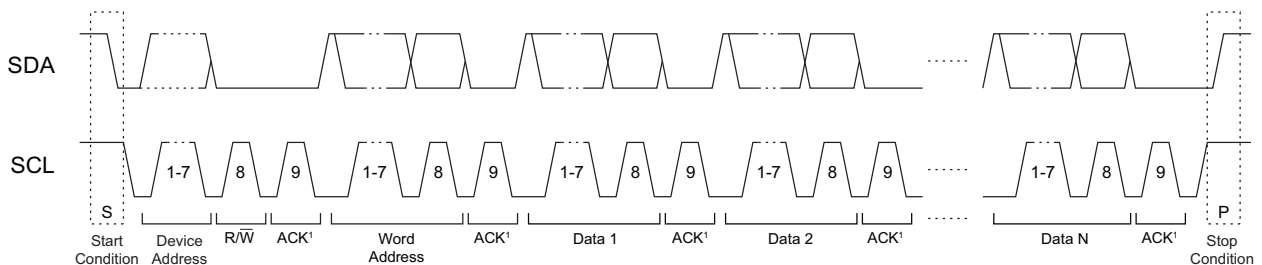 SDA
SCL
1-7 8 9 1-7 8 9 1-7 8 9 1-7 8 9 1-7 8 9
S P
Start Condition
Device Address
R/W̅
ACK¹
Word Address
ACK¹
Data 1
ACK¹
Data 2
ACK¹
Data N
ACK¹
Stop Condition